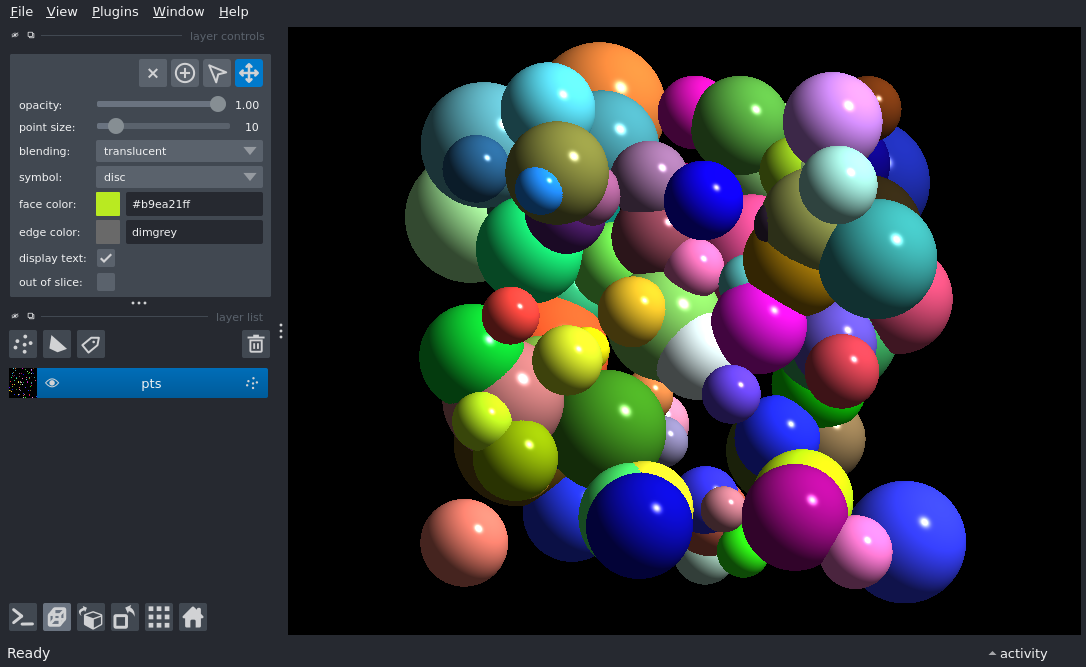 File View Plugins Window Help
layer controls
opacity: 1.00
point size: 10
blending: translucent
symbol: disc
face color: #b9ea21ff
edge color: dimgrey
display text:
out of slice:
layer list
pts
Ready
activity